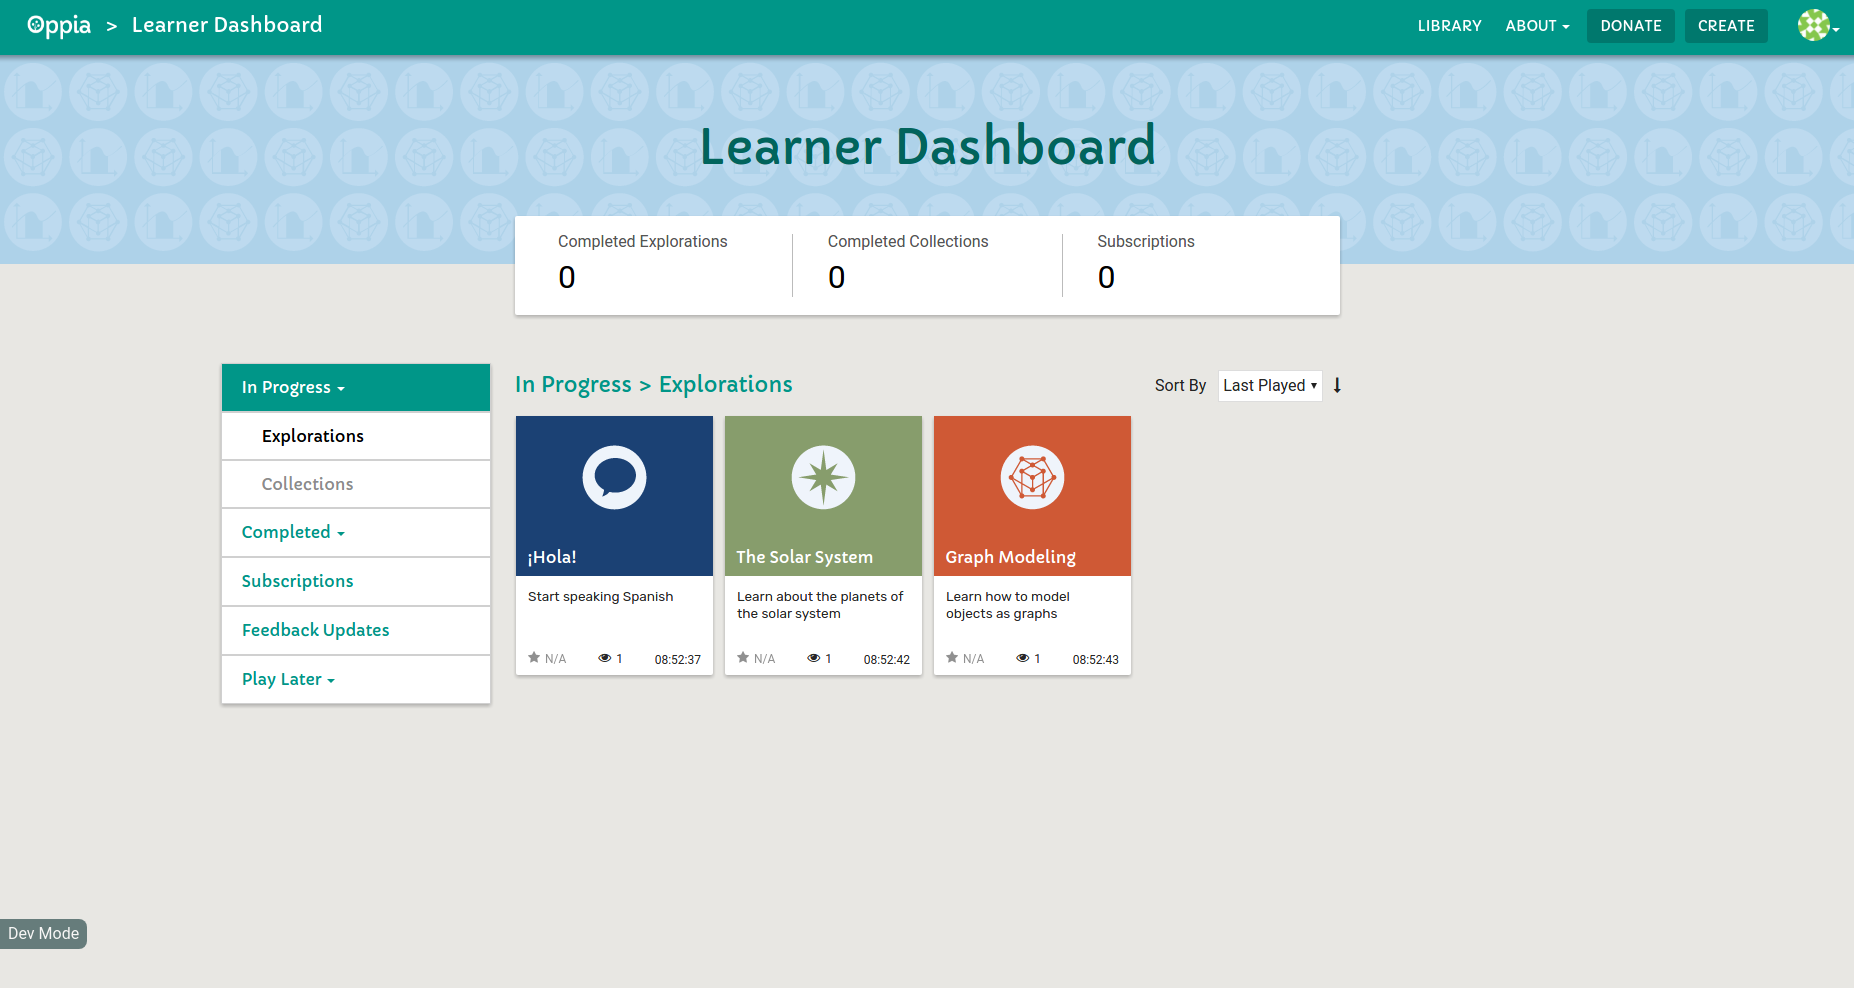 Oppia > Learner Dashboard
LIBRARY ABOUT DONATE CREATE
Learner Dashboard
Completed Explorations
0
Completed Collections
0
Subscriptions
0
In Progress
Explorations
Collections
Completed
Subscriptions
Feedback Updates
Play Later
In Progress > Explorations
Sort By Last Played
¡Hola!
Start speaking Spanish
N/A 1 08:52:37
The Solar System
Learn about the planets of
the solar system
N/A 1 08:52:42
Graph Modeling
Learn how to model
objects as graphs
N/A 1 08:52:43
Dev Mode